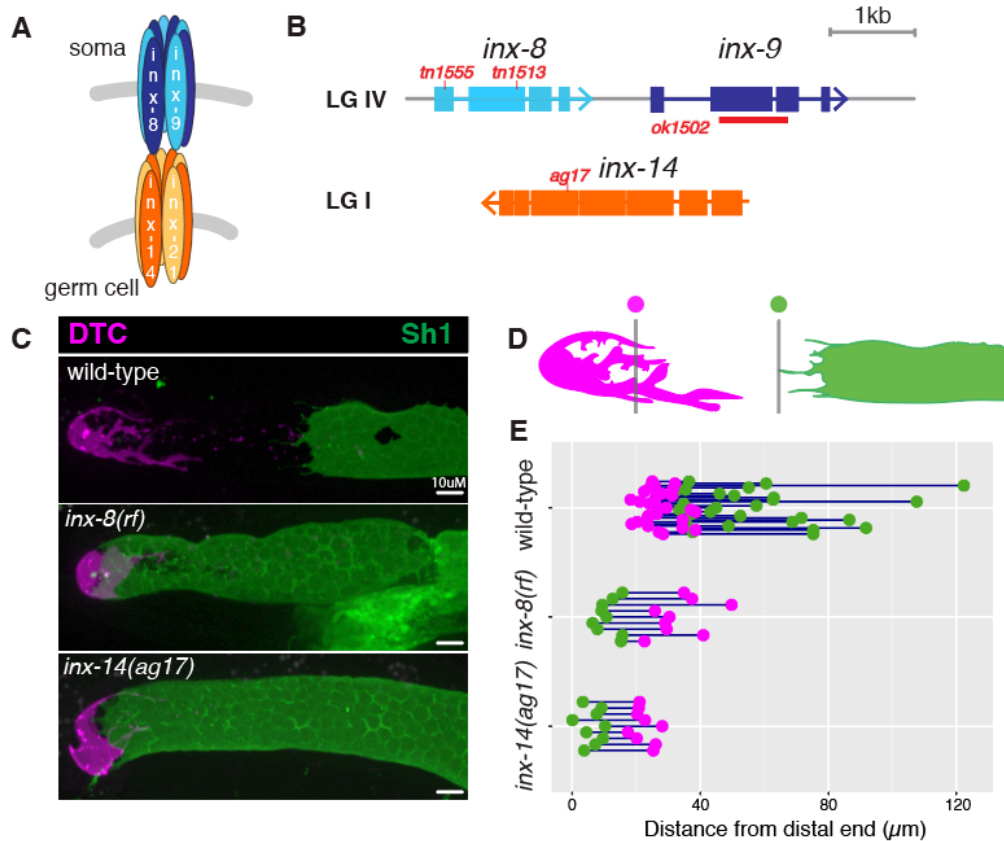 A
soma
inx-8
inx-9
inx-14
inx-21
germ cell
B
1kb
inx-8
inx-9
tn1555
tn1513
LG IV
ok1502
inx-14
ag17
LG I
C
DTC
Sh1
wild-type
10uM
inx-8(rf)
inx-14(ag17)
D
E
wild-type
inx-8(rf)
inx-14(ag17)
0
40
80
120
Distance from distal end (µm)